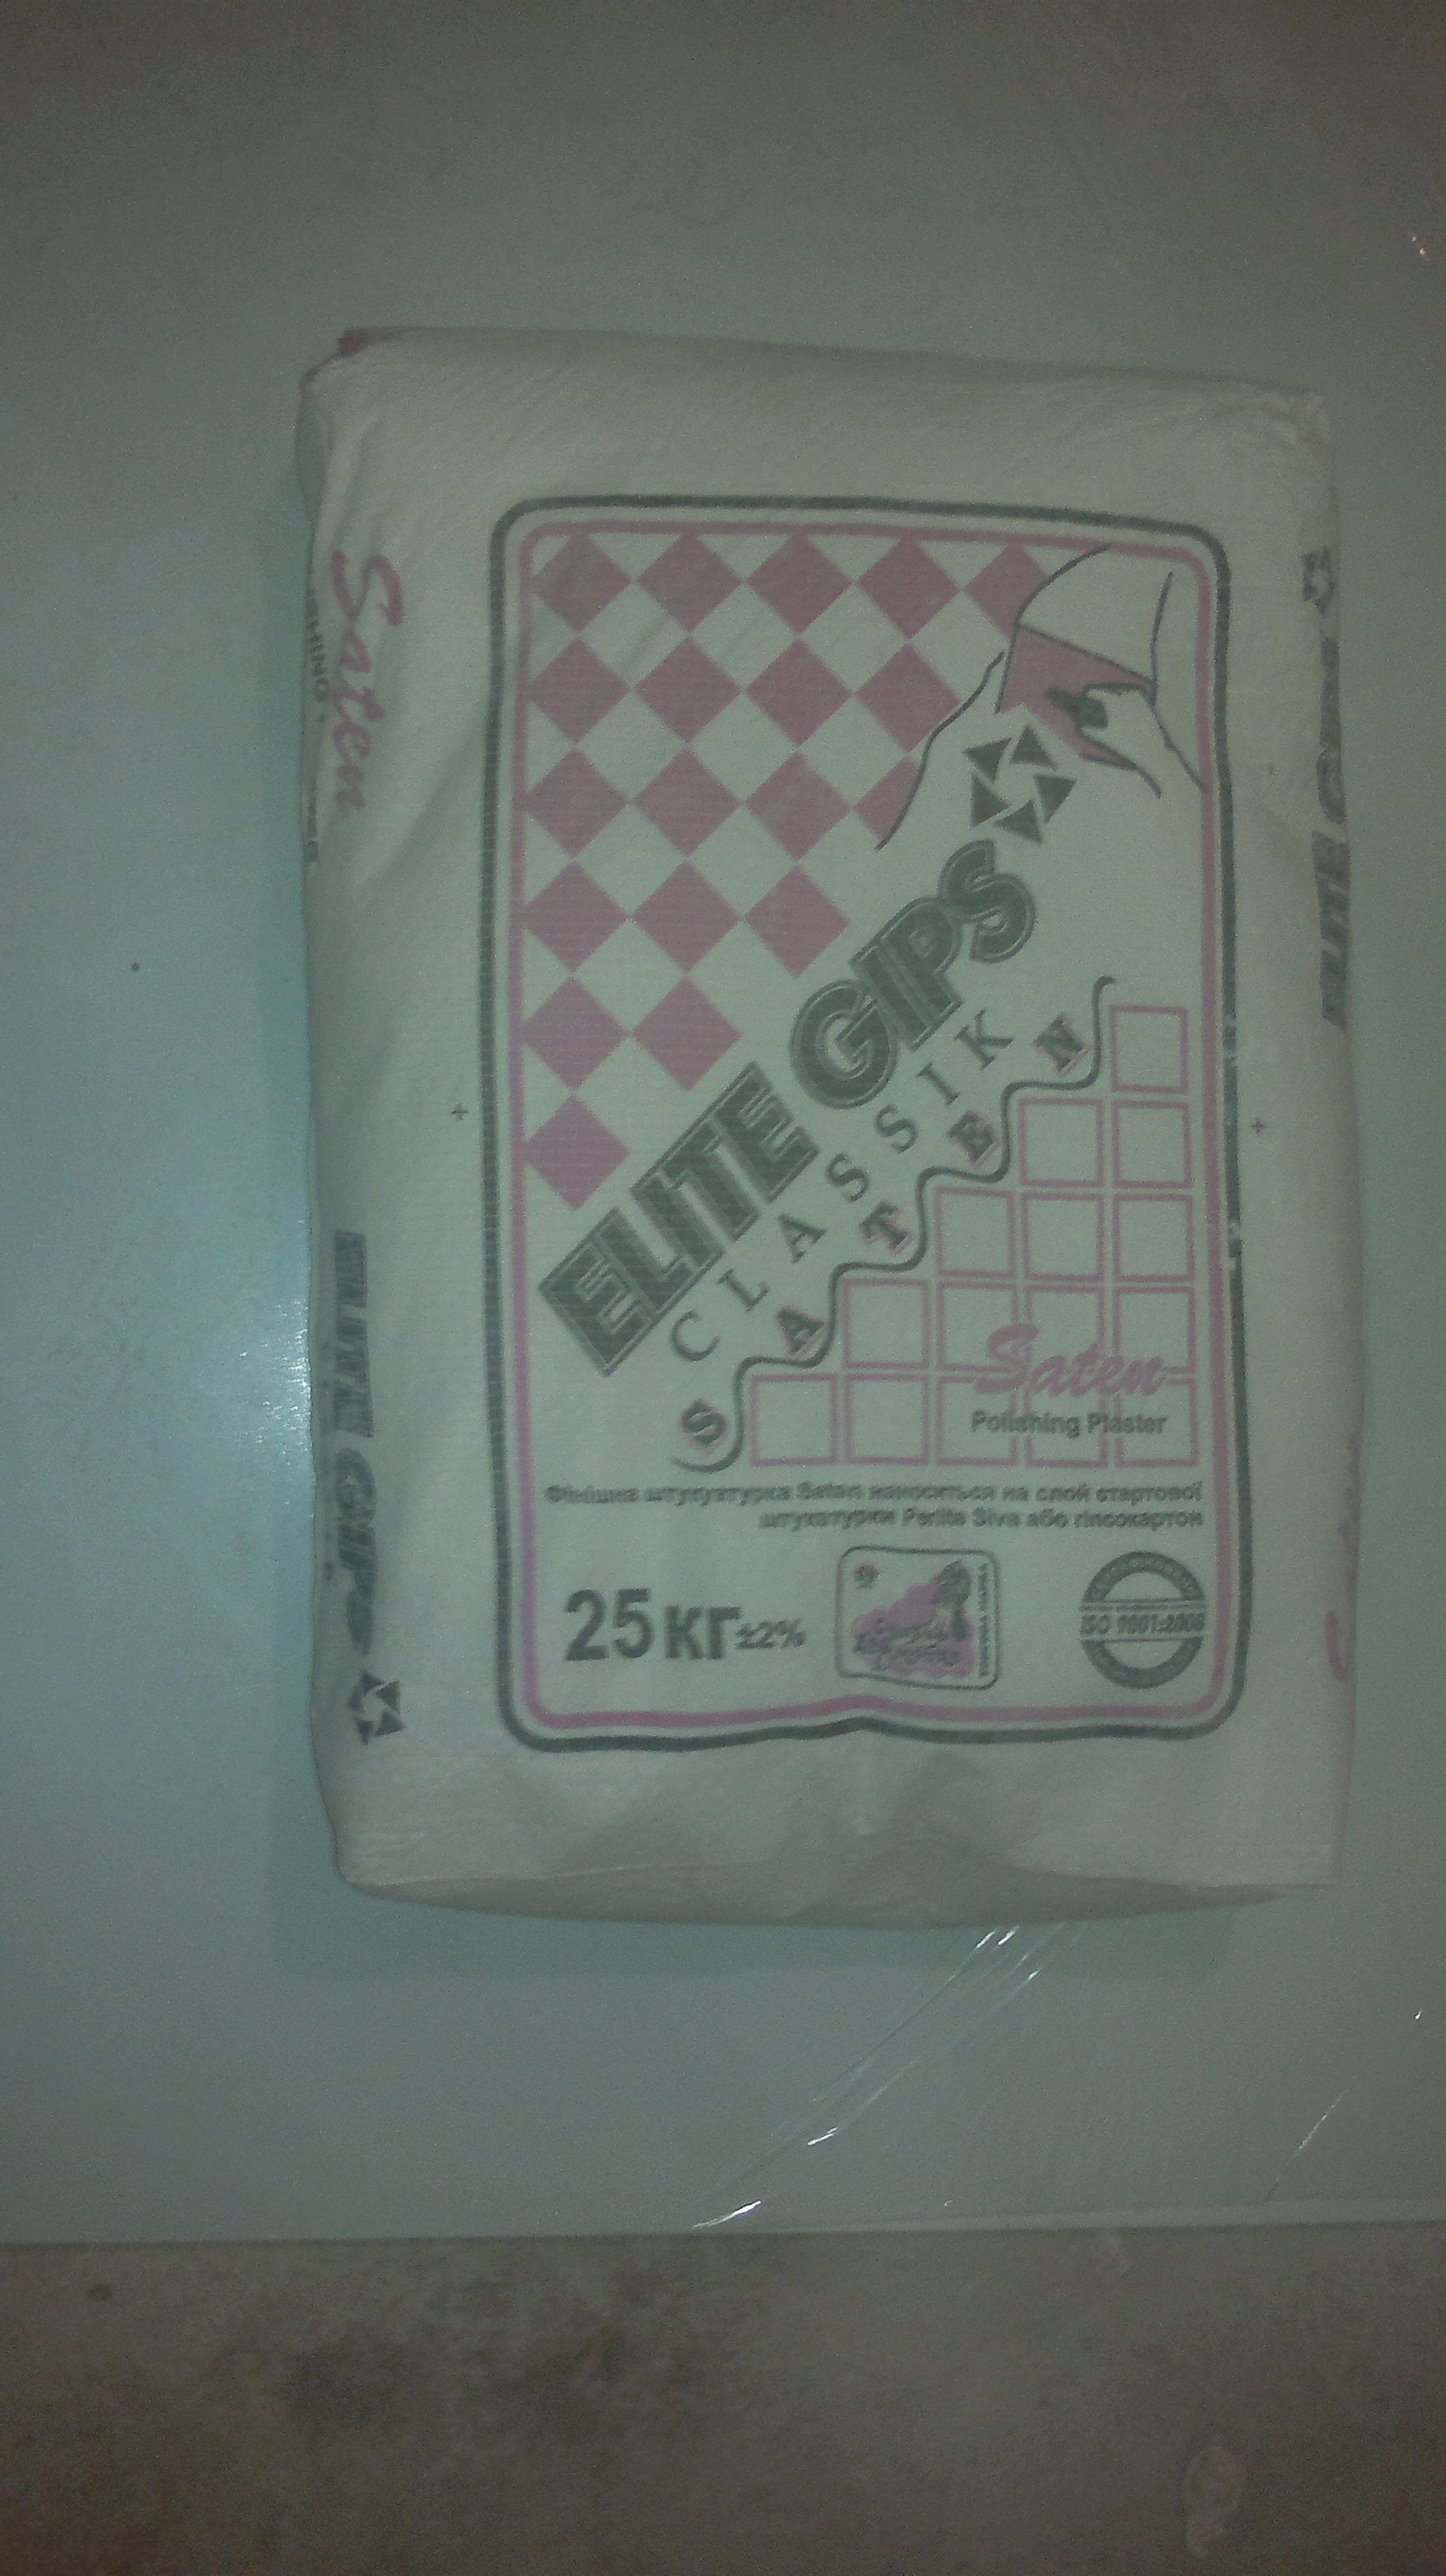 Saten
ELITE GIPS
ELITE GIPS
CLASSIK
SATEN
Saten
Polishing Plaster
Фінішна штукуатурка Saten наноситься на слой стартової
штукатурки Perlite Siva або гіпсокартон
25 кг ±2%
ISO 9001:2008